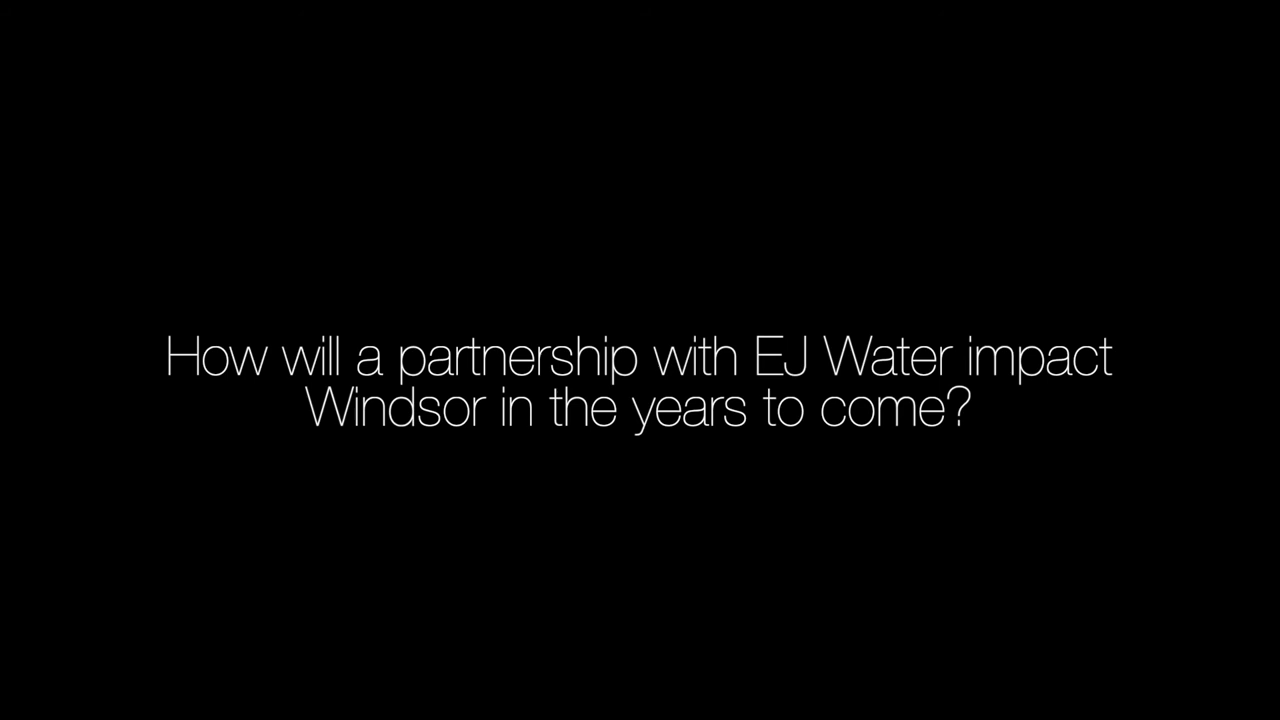 How will a partnership with EJ Water impact
Windsor in the years to come?